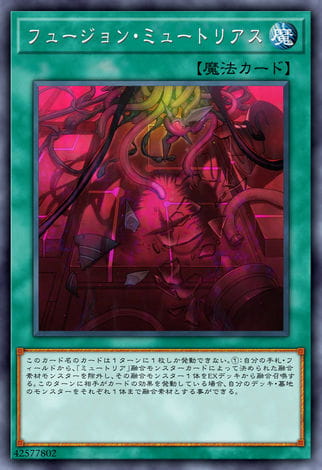 フュージョン・ミュートリアス
魔
【魔法カード】
このカード名のカードは1ターンに1枚しか発動できない。①:自分の手札・フ
ィールドから、「ミュートリア」融合モンスターカードによって決められた融合
素材モンスターを除外し、その融合モンスター1体をEXデッキから融合召喚す
る。このターンに相手がカードの効果を発動している場合、自分のデッキ・墓地
のモンスターをそれぞれ1体まで融合素材とする事ができる。
42577802